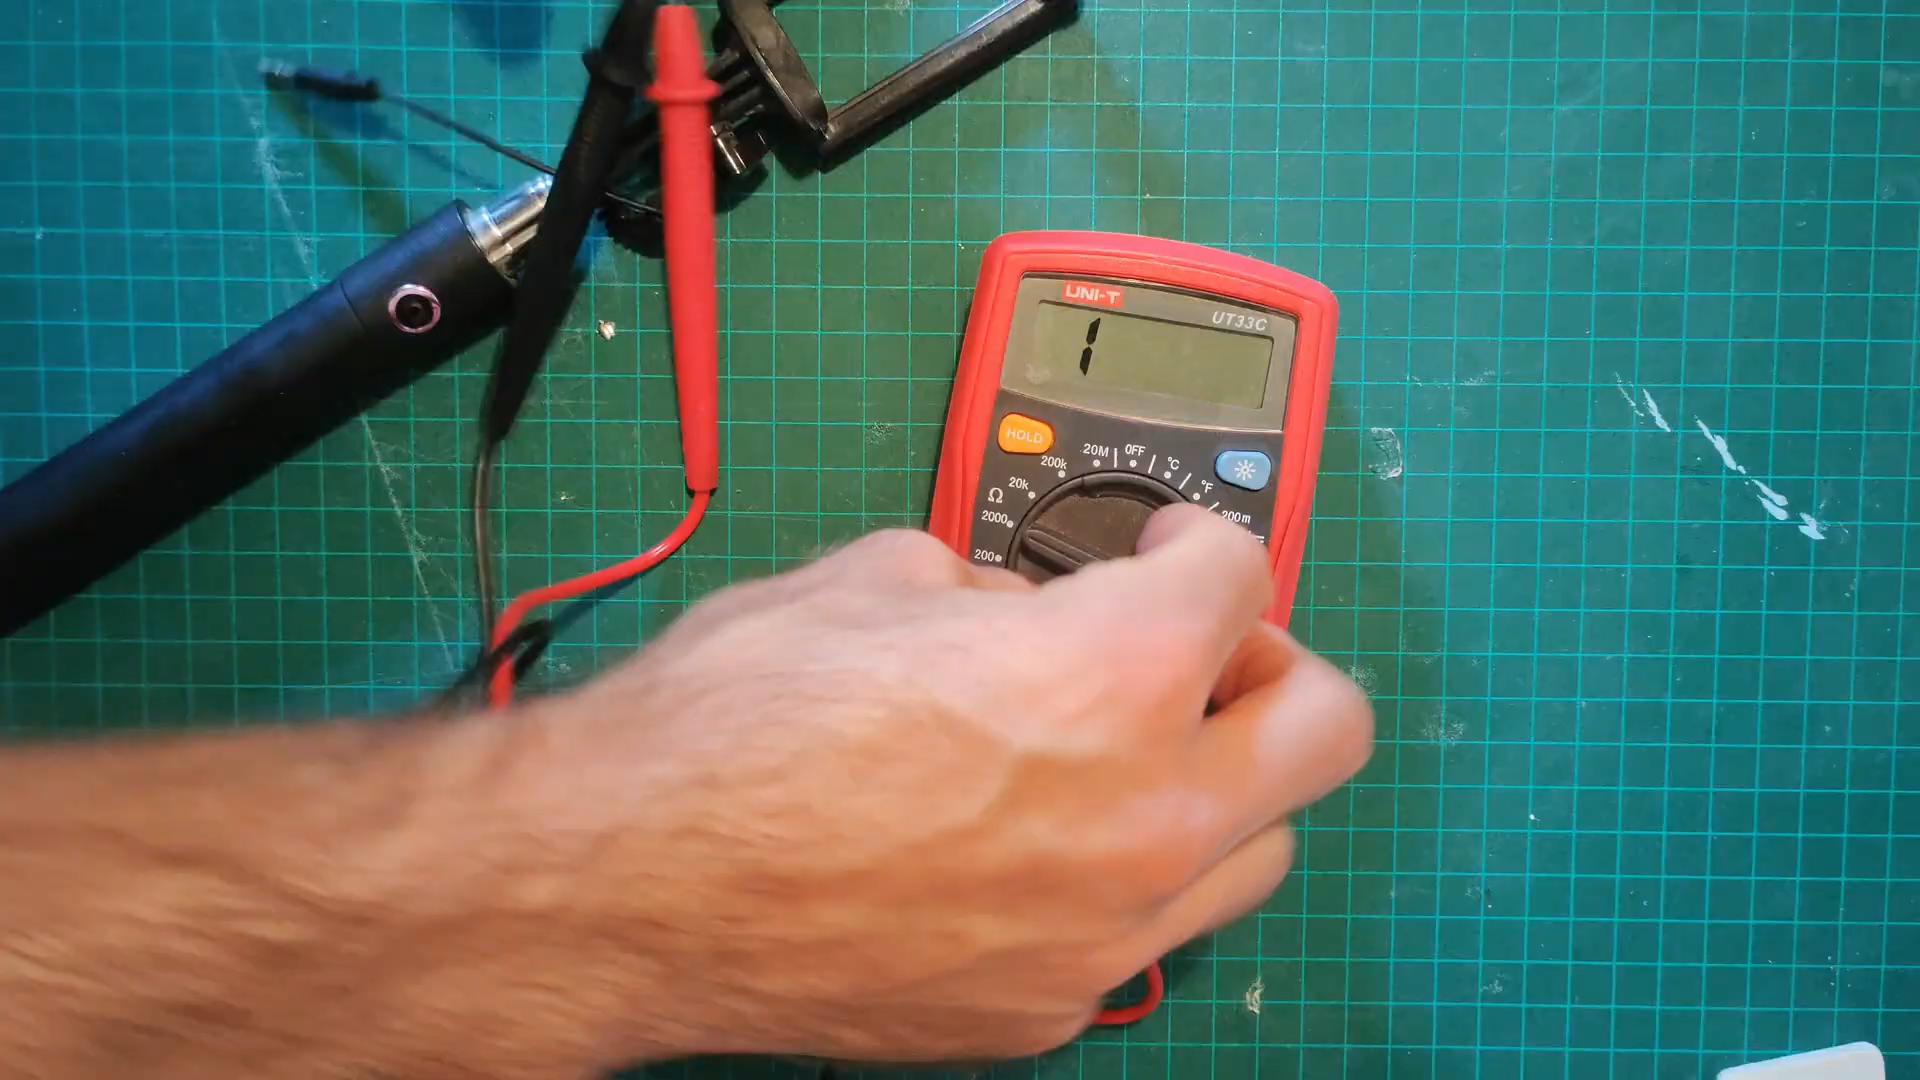 UNI-T
UT33C
1
HOLD
20M
OFF
°C
200k
°F
20k
Ω
200m
2000
200